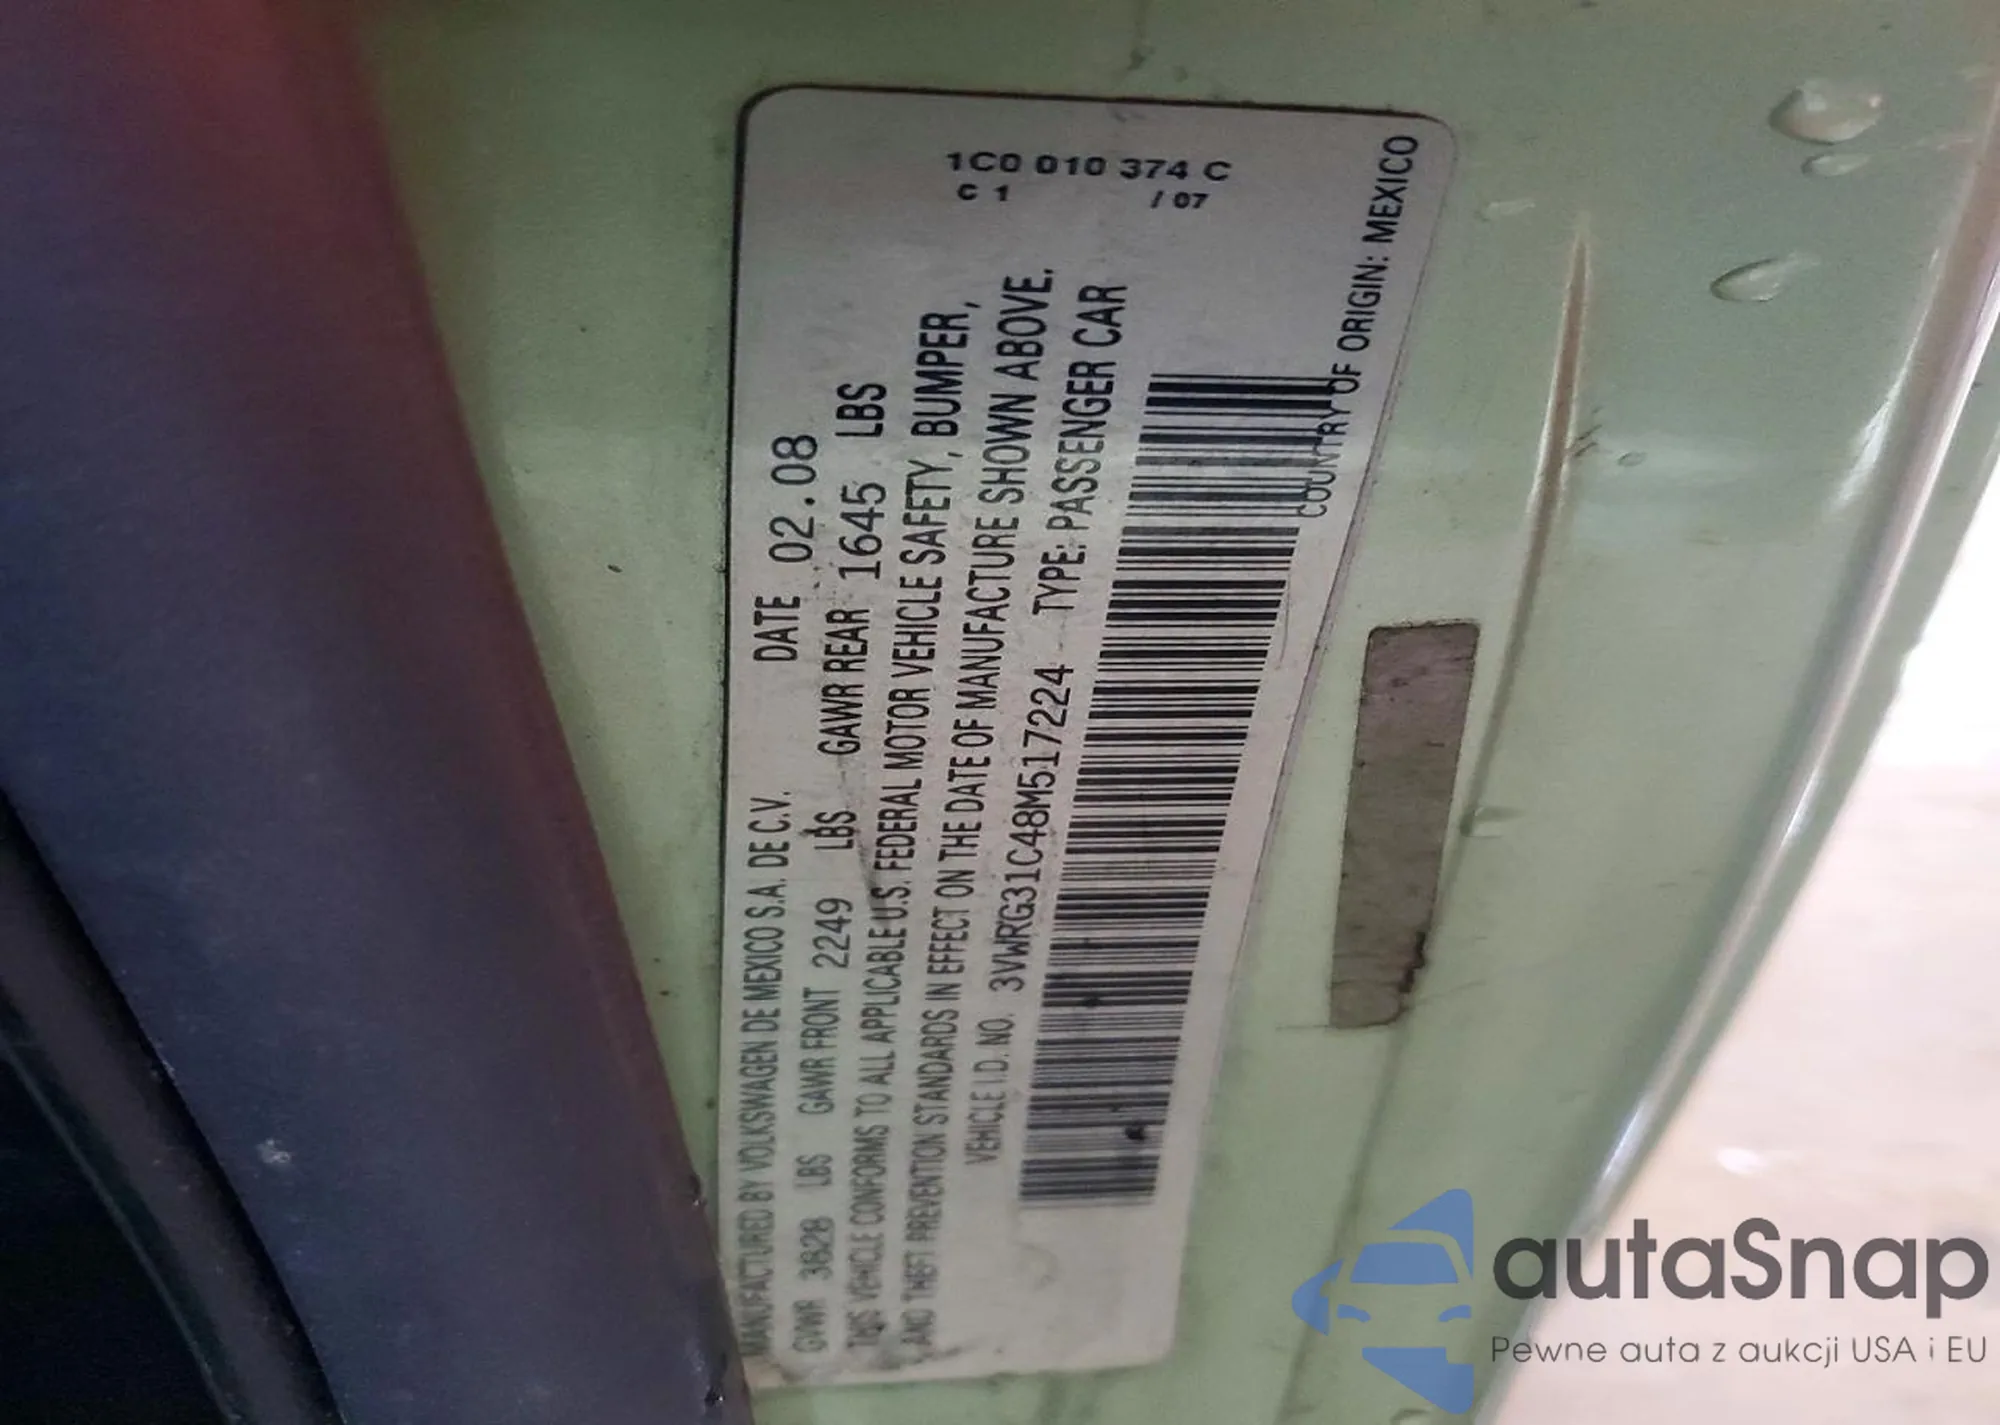 1C0 010 374 C
C 1 / 07
MANUFACTURED BY VOLKSWAGEN DE MEXICO S.A. DE C.V. DATE 02.08
GVWR 3828 LBS GAWR FRONT 2249 LBS GAWR REAR 1645 LBS
THIS VEHICLE CONFORMS TO ALL APPLICABLE U.S. FEDERAL MOTOR VEHICLE SAFETY, BUMPER,
AND THEFT PREVENTION STANDARDS IN EFFECT ON THE DATE OF MANUFACTURE SHOWN ABOVE.
VEHICLE I.D. NO. 3VWRG31C48M517224 TYPE: PASSENGER CAR
COUNTRY OF ORIGIN: MEXICO
autaSnap
Pewne auta z aukcji USA i EU